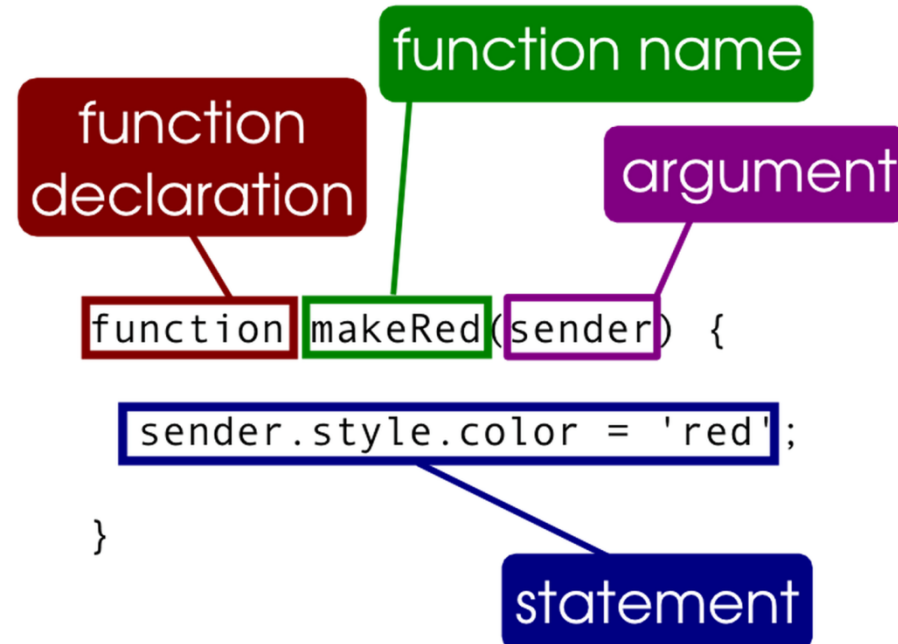 function name
function
declaration
argument
function makeRed(sender) {
sender.style.color = 'red';
}
statement